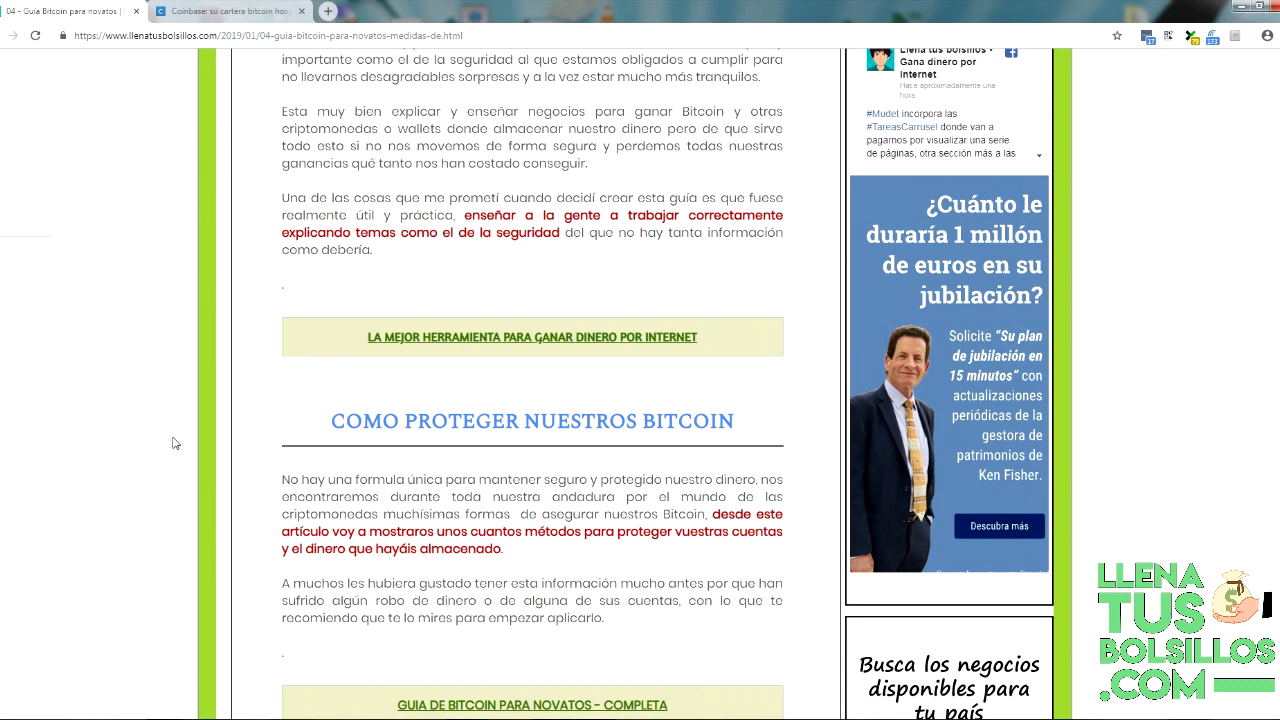 04 - Guía Bitcoin para novatos |
Coinbase: su cartera bitcoin hos
https://www.llenatusbolsillos.com/2019/01/04-guia-bitcoin-para-novatos-medidas-de.html
17
75
173
importante como el de la seguridad al que estamos obligados a cumplir para
no llevarnos desagradables sorpresas y a la vez estar mucho más tranquilos.
Esta muy bien explicar y enseñar negocios para ganar Bitcoin y otras
criptomonedas o wallets donde almacenar nuestro dinero pero de que sirve
todo esto si no nos movemos de forma segura y perdemos todas nuestras
ganancias qué tanto nos han costado conseguir.
Una de las cosas que me prometí cuando decidí crear esta guía es que fuese
realmente útil y práctica, enseñar a la gente a trabajar correctamente
explicando temas como el de la seguridad del que no hay tanta información
como debería.
.
LA MEJOR HERRAMIENTA PARA GANAR DINERO POR INTERNET
COMO PROTEGER NUESTROS BITCOIN
No hay una formula única para mantener seguro y protegido nuestro dinero, nos
encontraremos durante toda nuestra andadura por el mundo de las
criptomonedas muchísimas formas de asegurar nuestros Bitcoin, desde este
artículo voy a mostraros unos cuantos métodos para proteger vuestras cuentas
y el dinero que hayáis almacenado.
A muchos les hubiera gustado tener esta información mucho antes por que han
sufrido algún robo de dinero o de alguna de sus cuentas, con lo que te
recomiendo que te lo mires para empezar aplicarlo.
.
GUIA DE BITCOIN PARA NOVATOS - COMPLETA
Llena tus bolsillos -
Gana dinero por
Internet
Hace aproximadamente una
hora
#Mudet incorpora las
#TareasCarrusel donde van a
pagarnos por visualizar una serie
de páginas, otra sección más a las
¿Cuánto le
duraría 1 millón
de euros en su
jubilación?
Solicite "Su plan
de jubilación en
15 minutos" con
actualizaciones
periódicas de la
gestora de
patrimonios de
Ken Fisher.
Descubra más
Busca los negocios
disponibles para
tu país
LLENA
TUS
BOLSILLOS
.COM